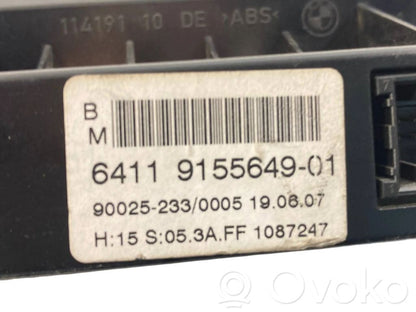 114191 10 DE >ABS<
B
M
6411 9155649-01
90025-233/0005 19.06.07
H:15 S:05.3A.FF 1087247
OVOKO